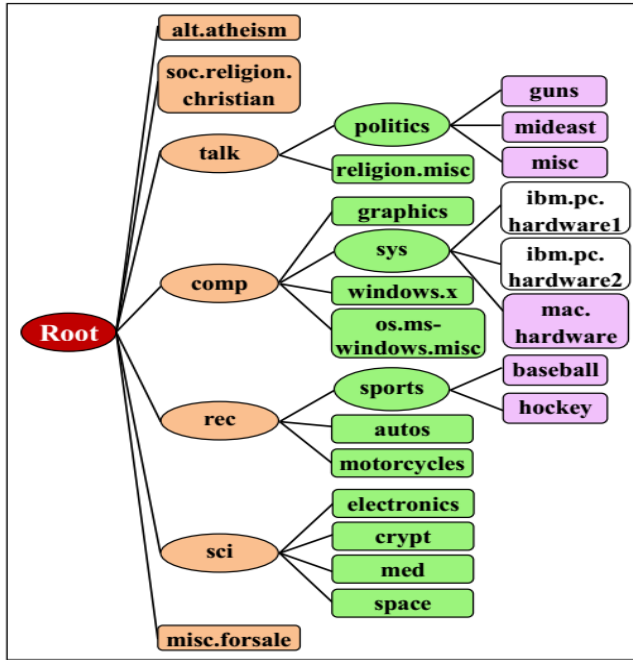 alt.atheism
soc.religion.
christian
talk
politics
guns
mideast
misc
religion.misc
comp
graphics
sys
ibm.pc.
hardware1
ibm.pc.
hardware2
mac.
hardware
windows.x
os.ms-
windows.misc
Root
rec
sports
baseball
hockey
autos
motorcycles
sci
electronics
crypt
med
space
misc.forsale